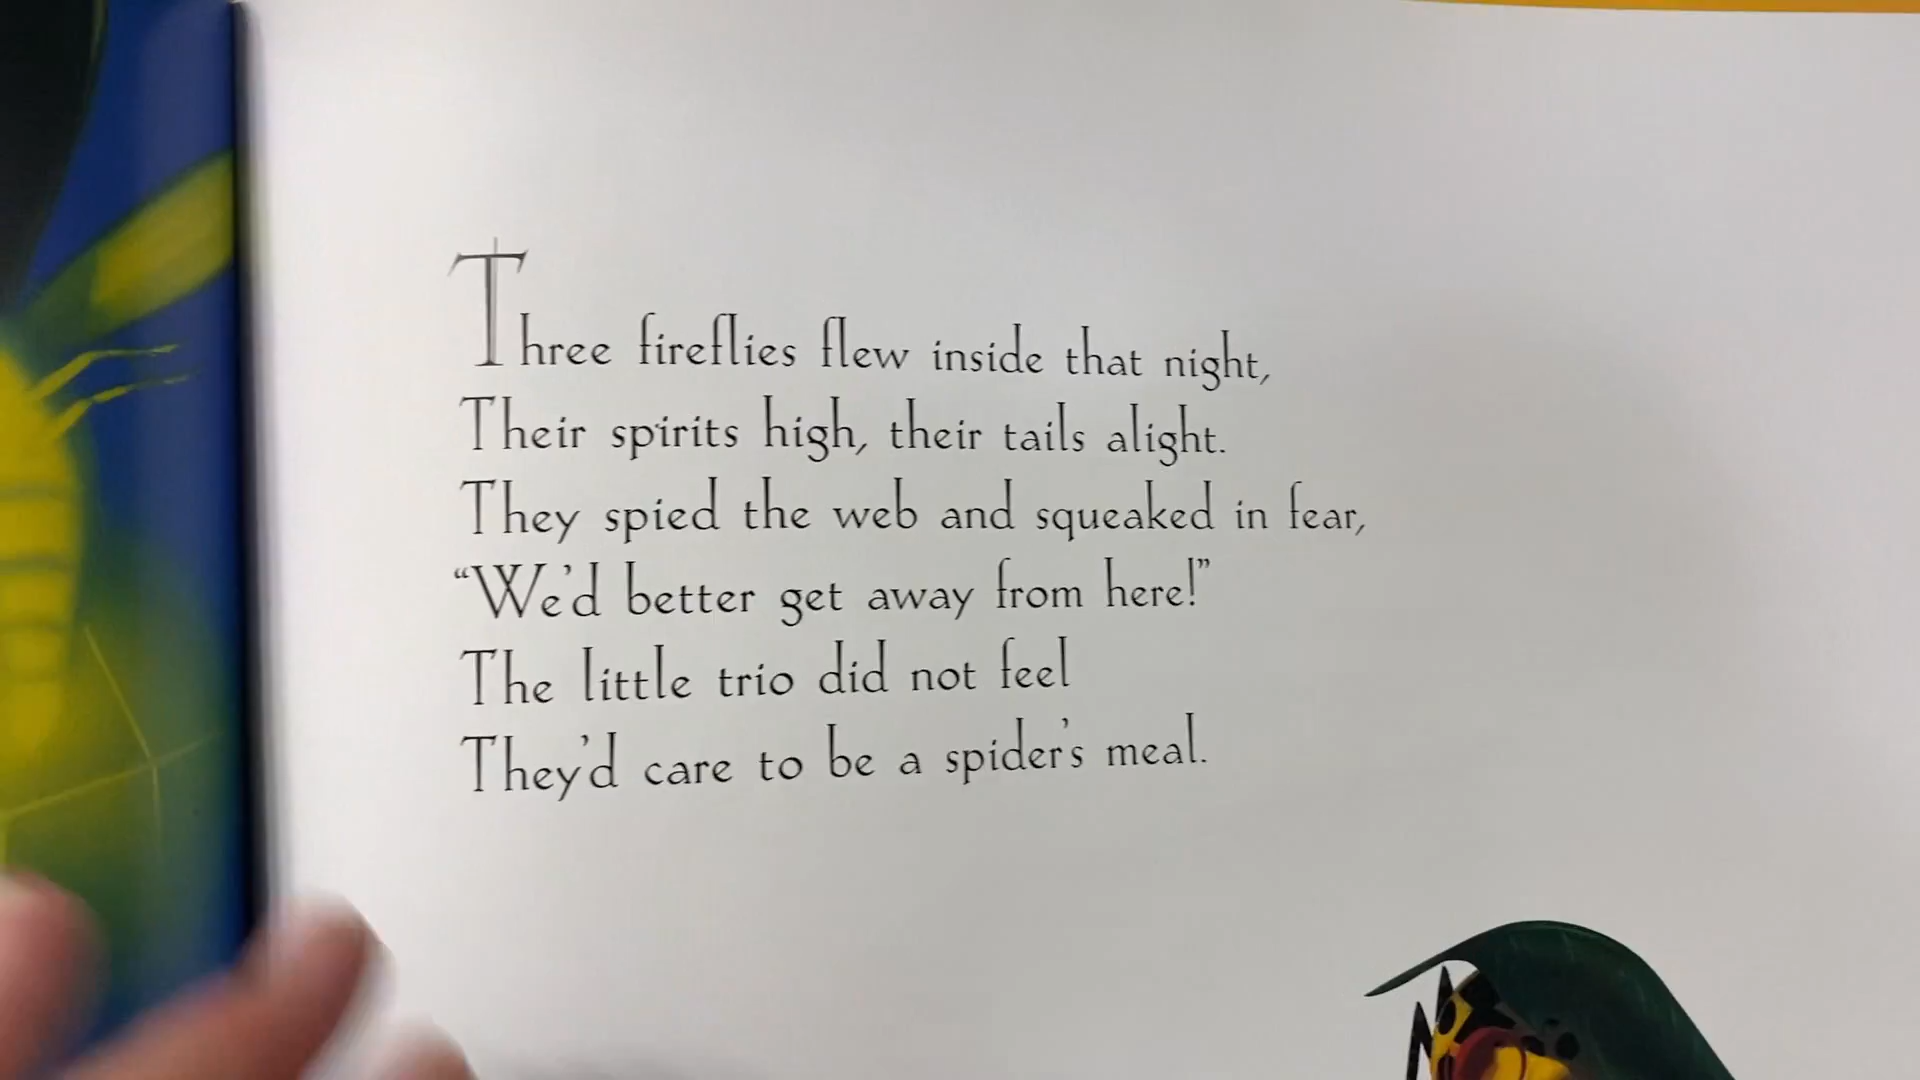 Three fireflies flew inside that night,
Their spirits high, their tails alight.
They spied the web and squeaked in fear,
“We’d better get away from here!”
The little trio did not feel
They’d care to be a spider’s meal.